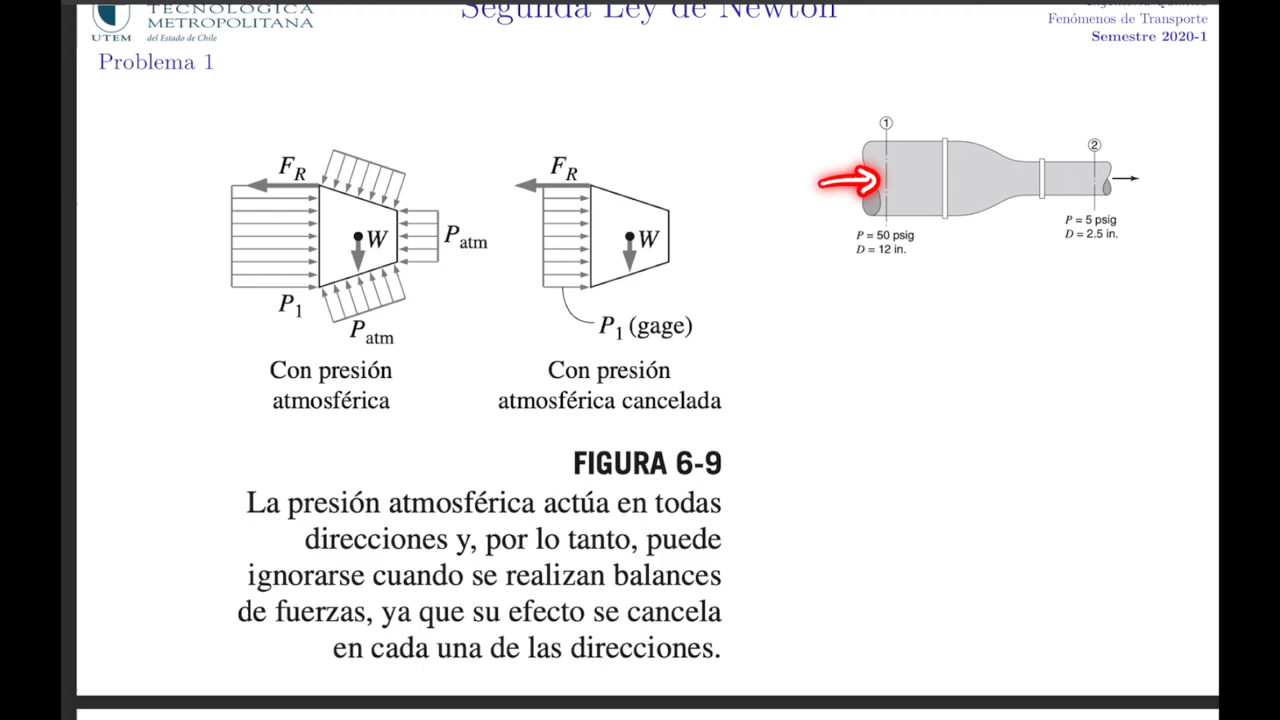 TECNOLÓGICA
METROPOLITANA
UTEM
del Estado de Chile
Segunda Ley de Newton
Fenómenos de Transporte
Semestre 2020-1
Problema 1
F_R
W
P_atm
P_1
P_atm
Con presión
atmosférica
F_R
W
P_1 (gage)
Con presión
atmosférica cancelada
①
②
P = 50 psig
D = 12 in.
P = 5 psig
D = 2.5 in.
FIGURA 6-9
La presión atmosférica actúa en todas
direcciones y, por lo tanto, puede
ignorarse cuando se realizan balances
de fuerzas, ya que su efecto se cancela
en cada una de las direcciones.